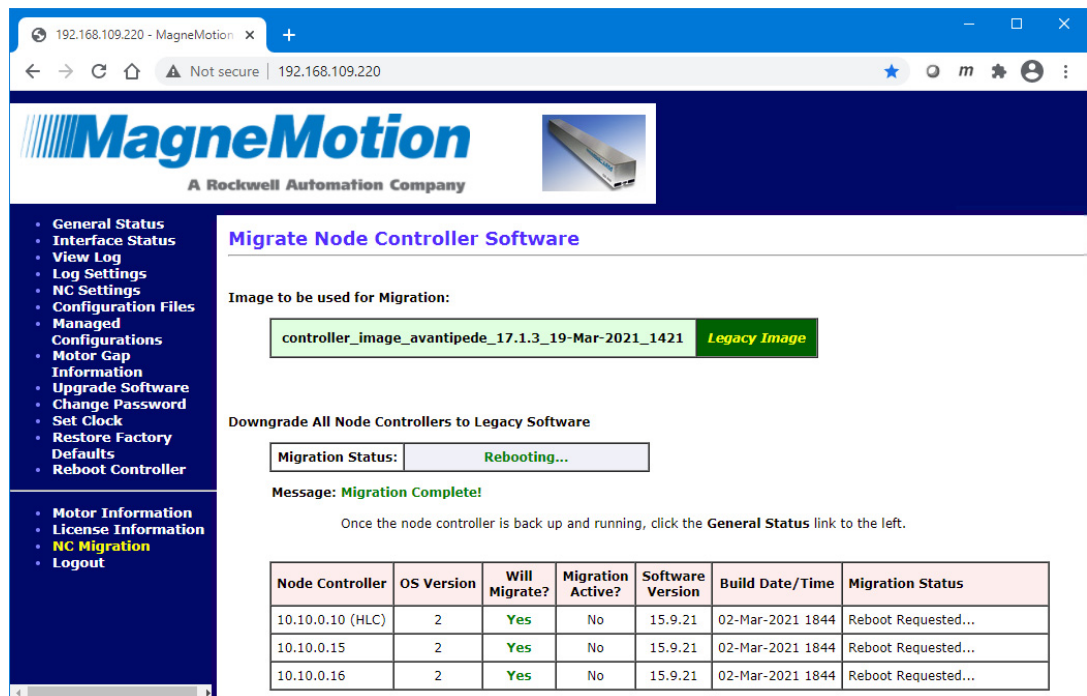 192.168.109.220 - MagneMotion
Not secure | 192.168.109.220
m
MagneMotion
A Rockwell Automation Company
General Status
Interface Status
View Log
Log Settings
NC Settings
Configuration Files
Managed
Configurations
Motor Gap
Information
Upgrade Software
Change Password
Set Clock
Restore Factory
Defaults
Reboot Controller
Motor Information
License Information
NC Migration
Logout
Migrate Node Controller Software
Image to be used for Migration:
controller_image_avantipede_17.1.3_19-Mar-2021_1421 Legacy Image
Downgrade All Node Controllers to Legacy Software
Migration Status: Rebooting...
Message: Migration Complete!
Once the node controller is back up and running, click the General Status link to the left.
Node Controller OS Version Will Migrate? Migration Active? Software Version Build Date/Time Migration Status
10.10.0.10 (HLC) 2 Yes No 15.9.21 02-Mar-2021 1844 Reboot Requested...
10.10.0.15 2 Yes No 15.9.21 02-Mar-2021 1844 Reboot Requested...
10.10.0.16 2 Yes No 15.9.21 02-Mar-2021 1844 Reboot Requested...